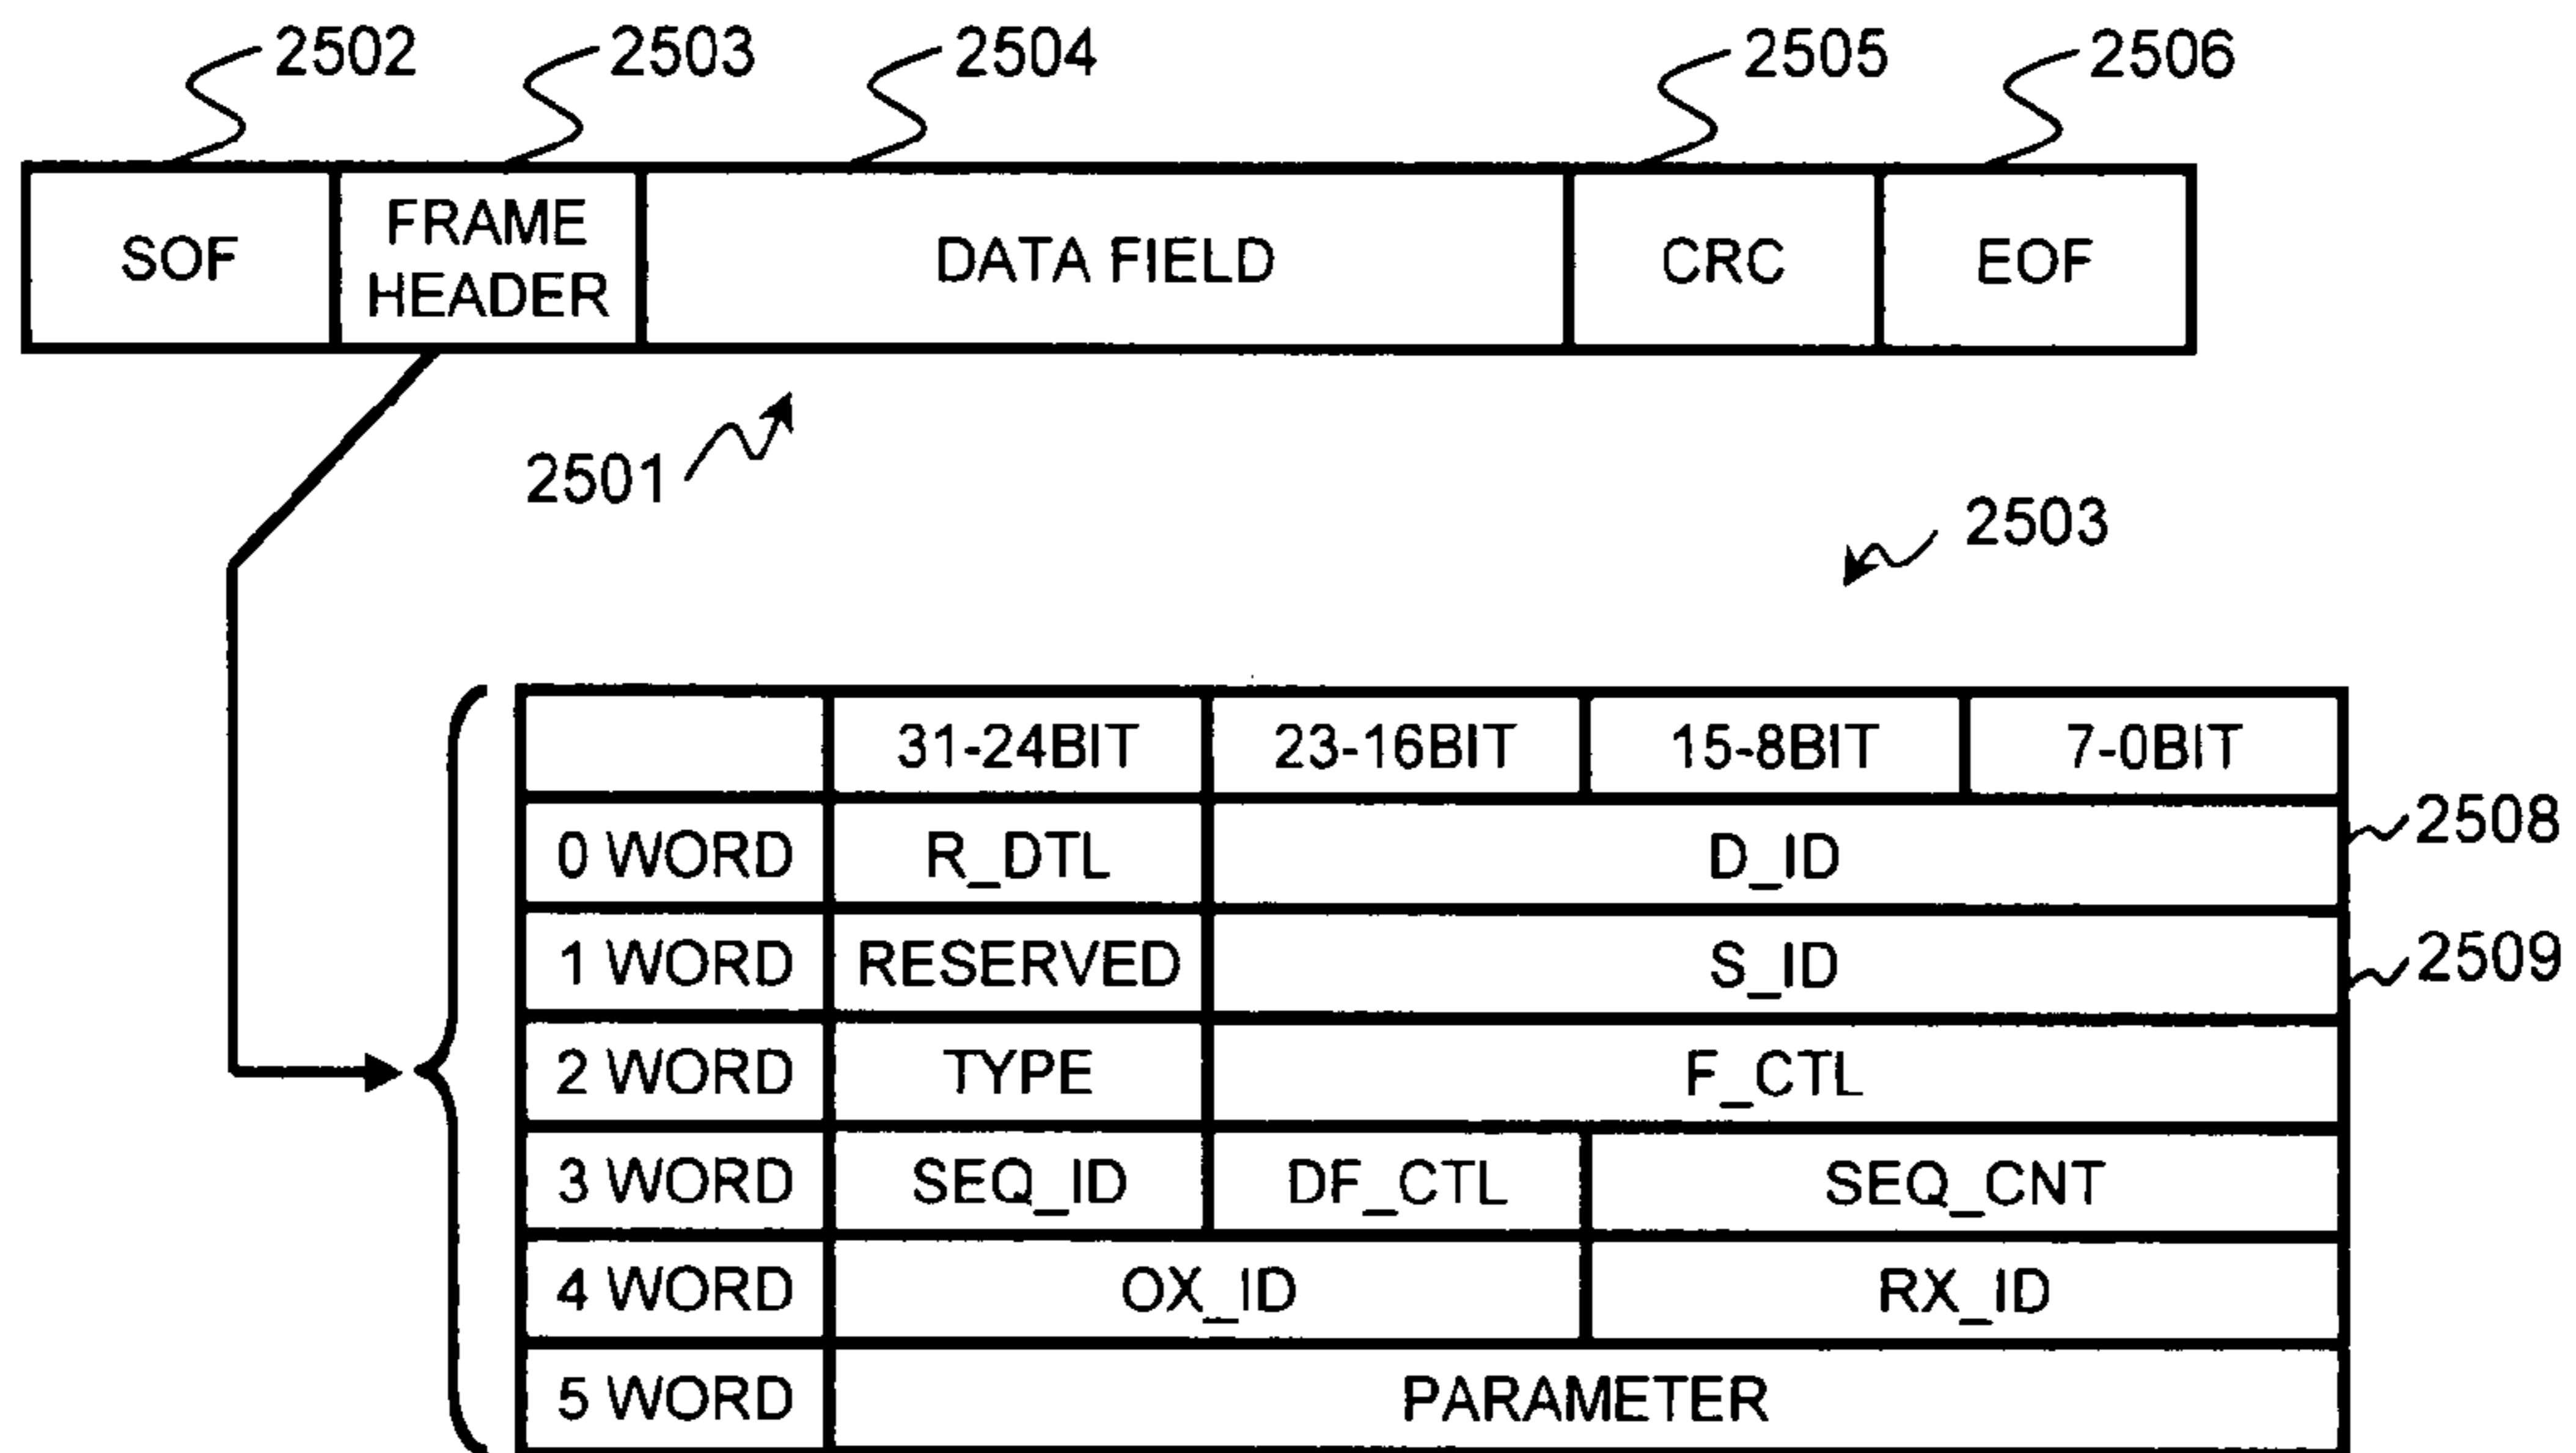 2502 2503 2504 2505 2506
SOF FRAME HEADER DATA FIELD CRC EOF
2501
2503
31-24BIT 23-16BIT 15-8BIT 7-0BIT
0 WORD R_DTL D_ID 2508
1 WORD RESERVED S_ID 2509
2 WORD TYPE F_CTL
3 WORD SEQ_ID DF_CTL SEQ_CNT
4 WORD OX_ID RX_ID
5 WORD PARAMETER